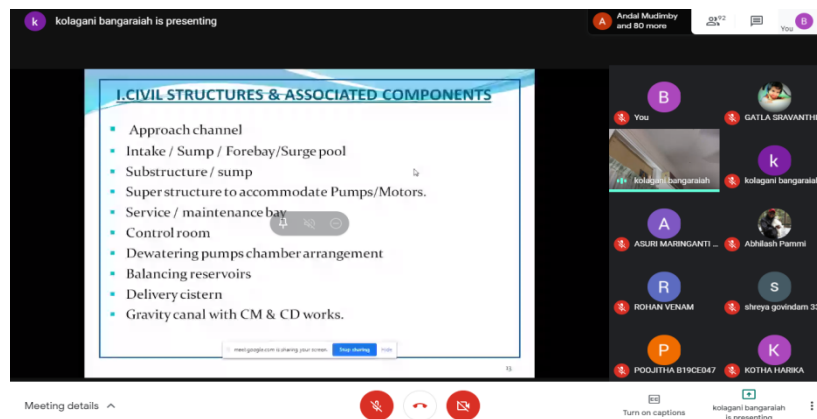 k kolagani bangaraiah is presenting
A Andal Mudimby
and 80 more
92
You B
I.CIVIL STRUCTURES & ASSOCIATED COMPONENTS
Approach channel
Intake / Sump / Forebay/Surge pool
Substructure / sump
Super structure to accommodate Pumps/Motors.
Service / maintenance bay
Control room
Dewatering pumps chamber arrangement
Balancing reservoirs
Delivery cistern
Gravity canal with CM & CD works.
meet.google.com is sharing your screen. Stop sharing Hide
13
B
You
GATLA SRAVANTHI
kolagani bangaraiah
k
kolagani bangaraiah
A
ASURI MARINGANTI ...
Abhilash Pammi
R
ROHAN VENAM
s
shreya govindam 33
P
POOJITHA B19CE047
K
KOTHA HARIKA
Meeting details
CC
Turn on captions
kolagani bangaraiah
is presenting